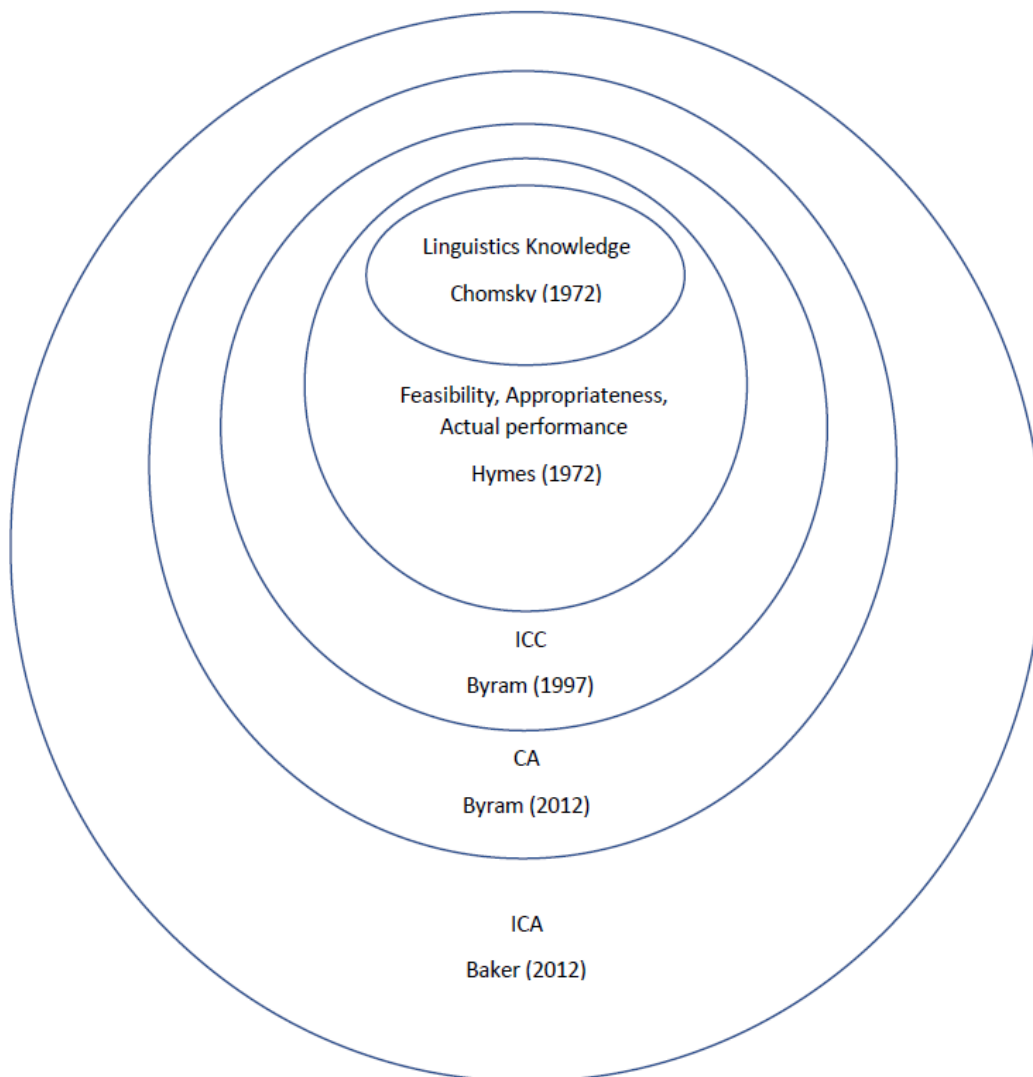 Linguistics Knowledge
Chomsky (1972)
Feasibility, Appropriateness,
Actual performance
Hymes (1972)
ICC
Byram (1997)
CA
Byram (2012)
ICA
Baker (2012)